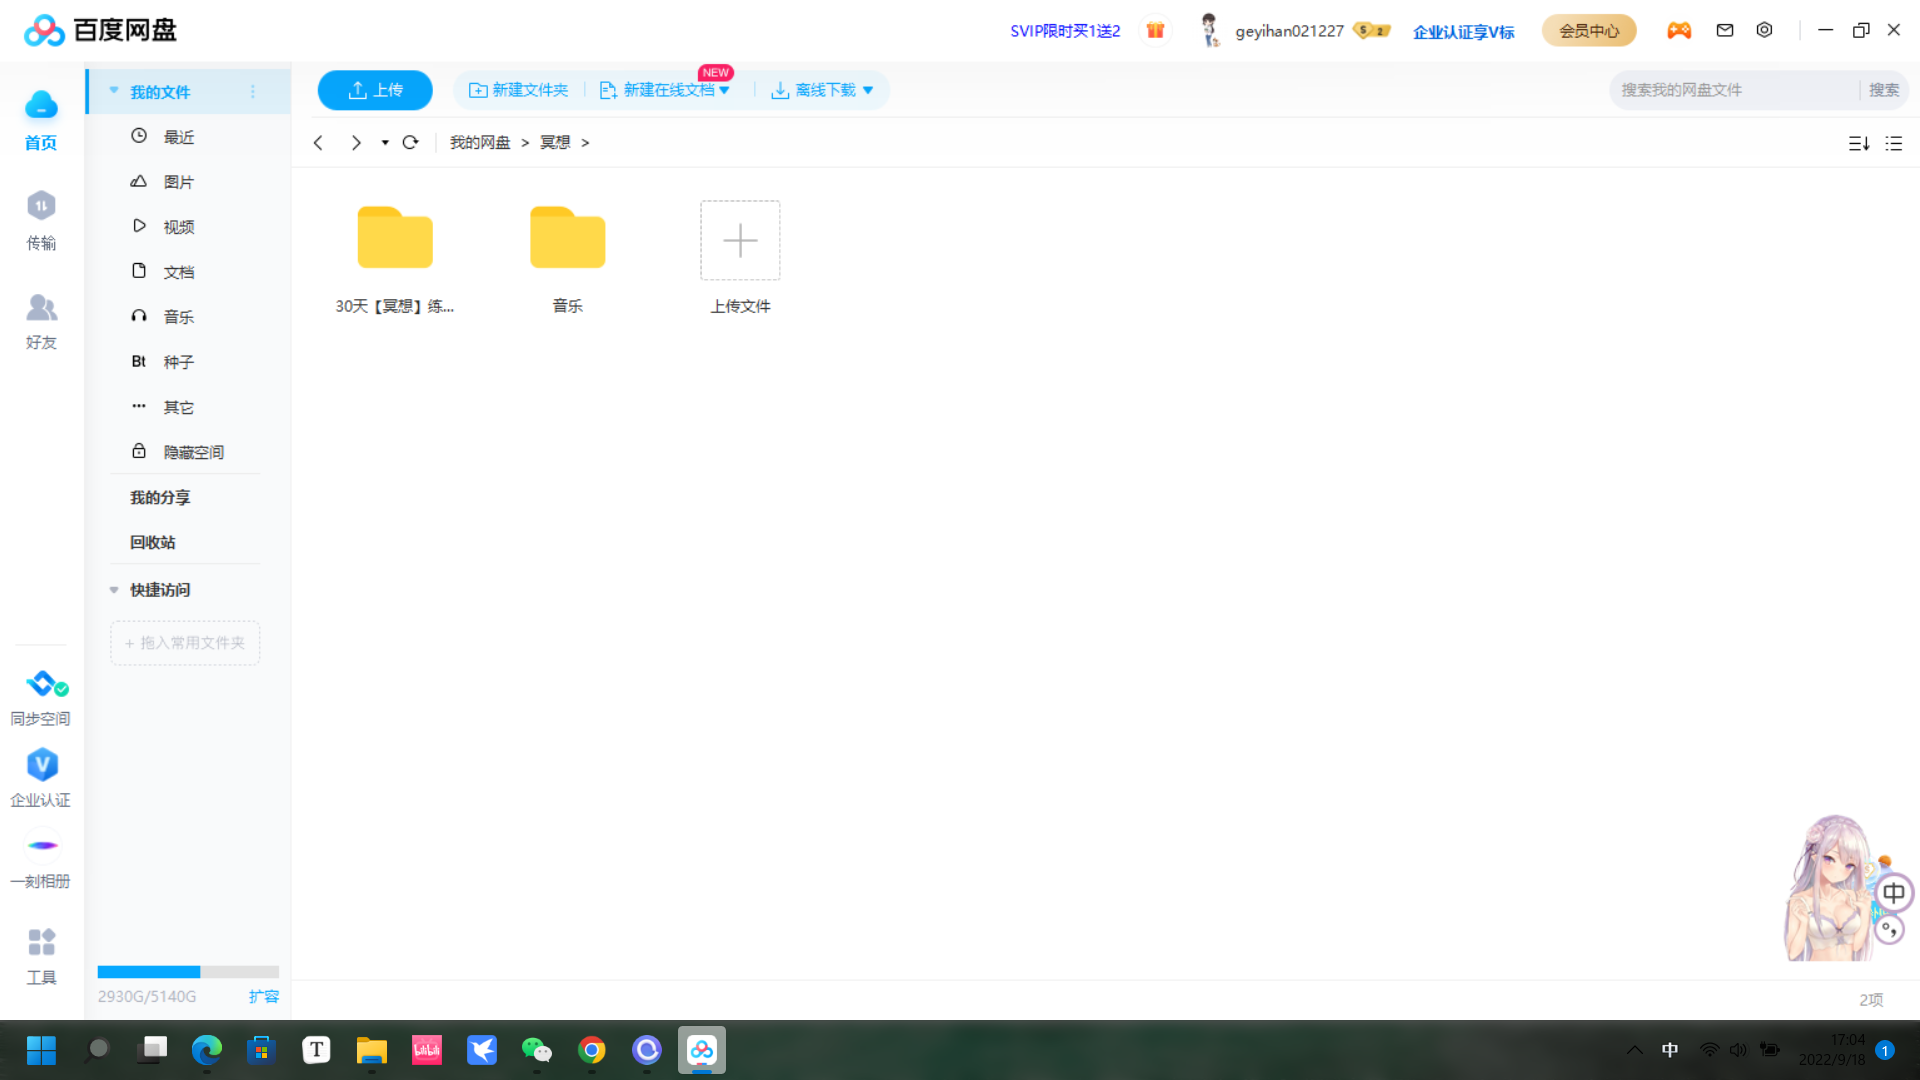 百度网盘
SVIP限时买1送2
geyihan021227
S 2
企业认证享V标
会员中心
首页
传输
好友
同步空间
企业认证
一刻相册
工具
我的文件
最近
图片
视频
文档
音乐
Bt 种子
其它
隐藏空间
我的分享
回收站
快捷访问
+ 拖入常用文件夹
2930G/5140G 扩容
上传
新建文件夹
新建在线文档
NEW
离线下载
搜索我的网盘文件
搜索
我的网盘 > 冥想 >
30天【冥想】练...
音乐
上传文件
中
°,
2项
T
bilibili
中
17:04
2022/9/18
1